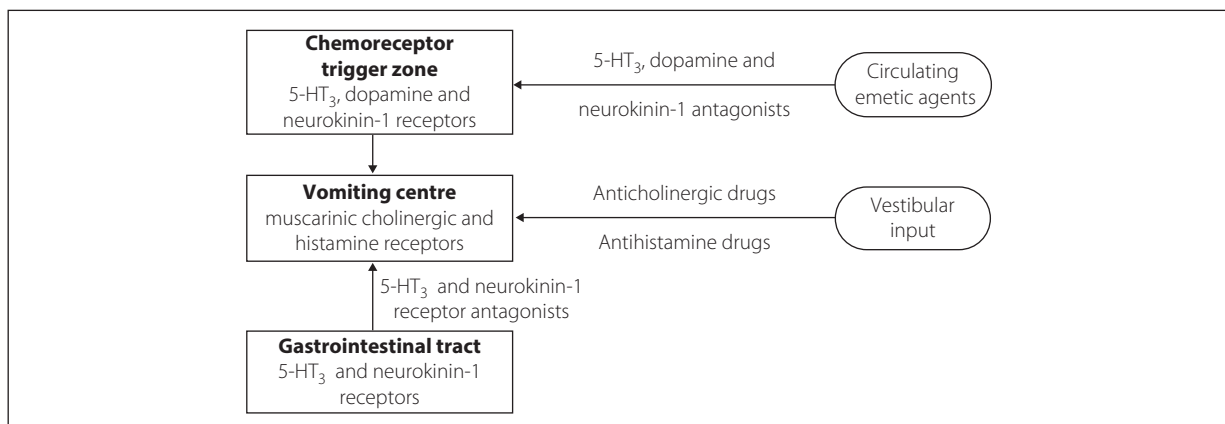 Chemoreceptor
trigger zone
5-HT₃, dopamine and
neurokinin-1 receptors
5-HT₃, dopamine and
neurokinin-1 antagonists
Circulating
emetic agents
Vomiting centre
muscarinic cholinergic and
histamine receptors
Anticholinergic drugs
Antihistamine drugs
Vestibular
input
5-HT₃ and neurokinin-1
receptor antagonists
Gastrointestinal tract
5-HT₃ and neurokinin-1
receptors